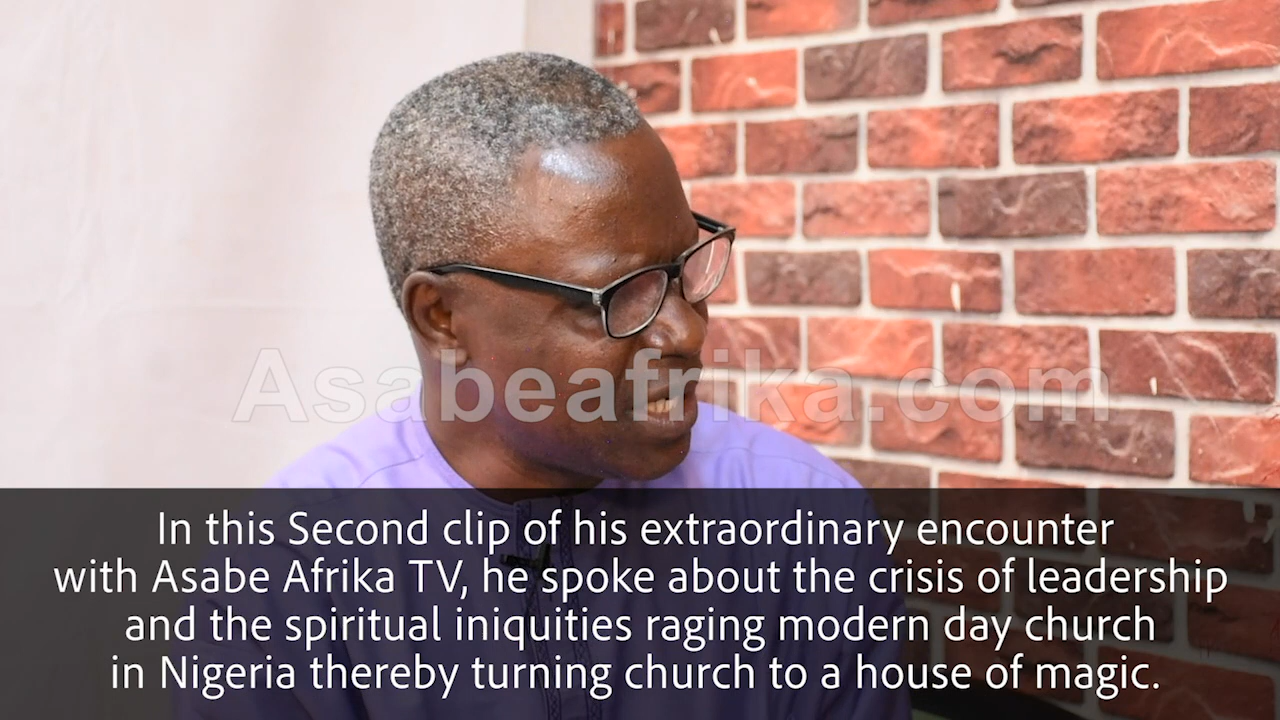 Asabeafrika.com
In this Second clip of his extraordinary encounter
with Asabe Afrika TV, he spoke about the crisis of leadership
and the spiritual iniquities raging modern day church
in Nigeria thereby turning church to a house of magic.